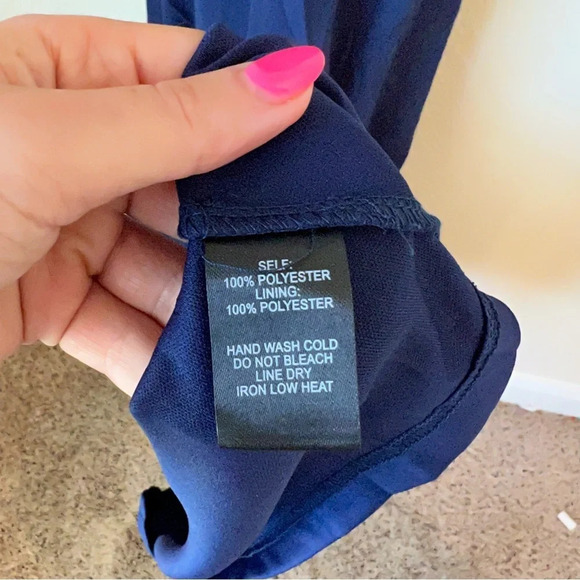 SELF:
100% POLYESTER
LINING:
100% POLYESTER
HAND WASH COLD
DO NOT BLEACH
LINE DRY
IRON LOW HEAT